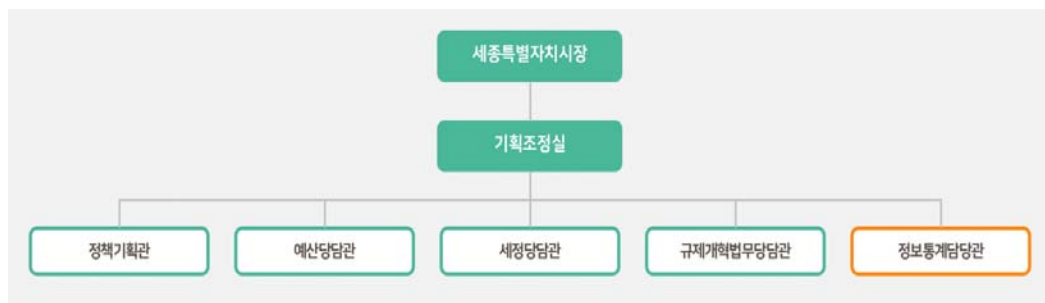 세종특별자치시장
기획조정실
정책기획관
예산담당관
세정담당관
규제개혁법무담당관
정보통계담당관